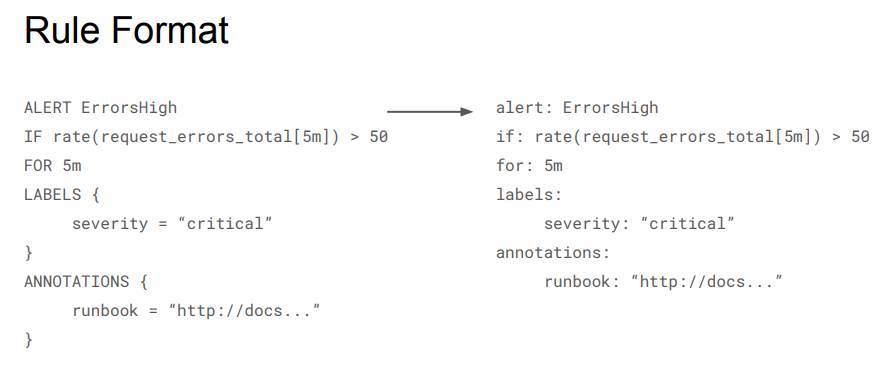 Rule Format
ALERT ErrorsHigh
IF rate(request_errors_total[5m]) > 50
FOR 5m
LABELS {
severity = “critical”
}
ANNOTATIONS {
runbook = “http://docs...”
}
alert: ErrorsHigh
if: rate(request_errors_total[5m]) > 50
for: 5m
labels:
severity: “critical”
annotations:
runbook: “http://docs...”